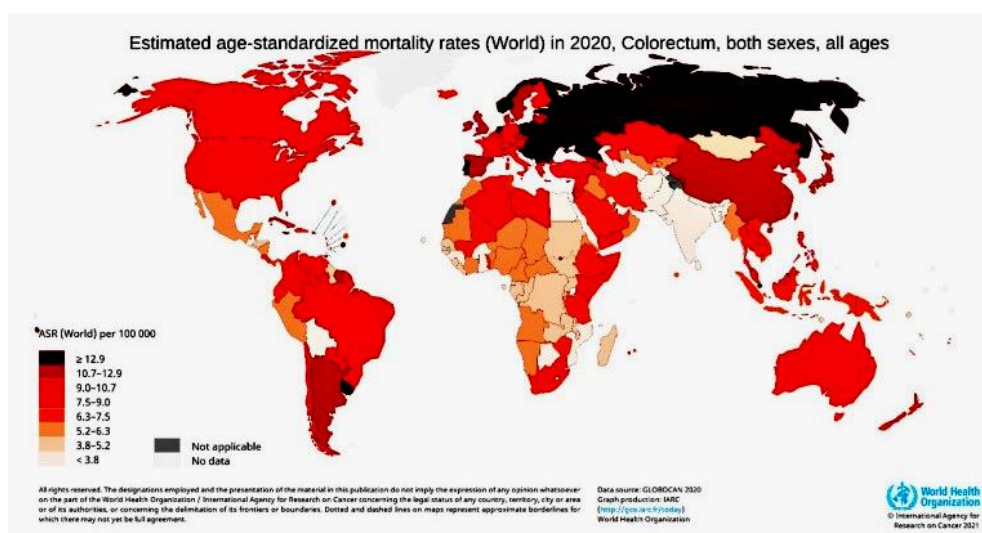 Estimated age-standardized mortality rates (World) in 2020, Colorectum, both sexes, all ages
ASR (World) per 100 000
≥ 12.9
10.7–12.9
9.0–10.7
7.5–9.0
6.3–7.5
5.2–6.3
3.8–5.2
< 3.8
Not applicable
No data
All rights reserved. The designations employed and the presentation of the material in this publication do not imply the expression of any opinion whatsoever
on the part of the World Health Organization / International Agency for Research on Cancer concerning the legal status of any country, territory, city or area
or of its authorities, or concerning the delimitation of its frontiers or boundaries. Dotted and dashed lines on maps represent approximate borderlines for
which there may not yet be full agreement.
Data source: GLOBOCAN 2020
Graph production: IARC
(http://gco.iarc.fr/today)
World Health Organization
World Health
Organization
© International Agency for
Research on Cancer 2021